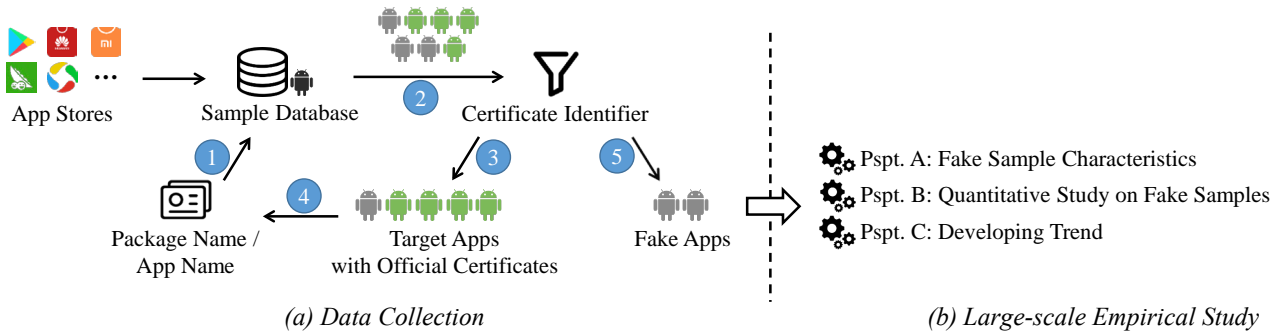 App Stores
Sample Database
2
Certificate Identifier
1
3
5
4
Package Name /
App Name
Target Apps
with Official Certificates
Fake Apps
(a) Data Collection
Pspt. A: Fake Sample Characteristics
Pspt. B: Quantitative Study on Fake Samples
Pspt. C: Developing Trend
(b) Large-scale Empirical Study